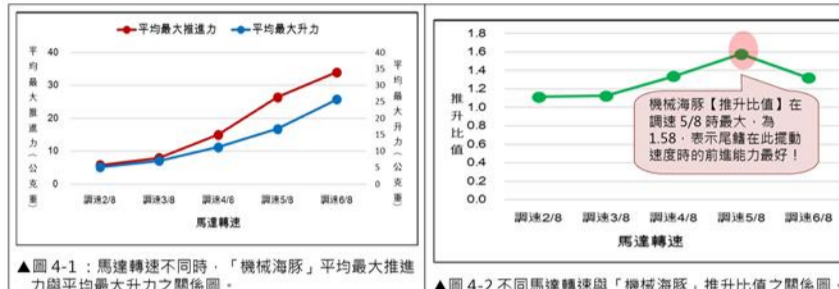 平均最大推進力 平均最大升力
平均最大推進力（公克重）
40
30
20
10
0
平均最大升力（公克重）
40
35
30
25
20
15
10
5
0
調速2/8 調速3/8 調速4/8 調速5/8 調速6/8
馬達轉速
▲圖 4-1：馬達轉速不同時，「機械海豚」平均最大推進
力與平均最大升力之關係圖。
推升比值
1.8
1.6
1.4
1.2
1.0
0.8
0.6
0.4
0.2
0.0
機械海豚【推升比值】在
調速 5/8 時最大，為
1.58，表示尾鰭在此擺動
速度時的前進能力最好！
調速2/8 調速3/8 調速4/8 調速5/8 調速6/8
馬達轉速
▲圖 4-2 不同馬達轉速與「機械海豚」推升比值之關係圖。